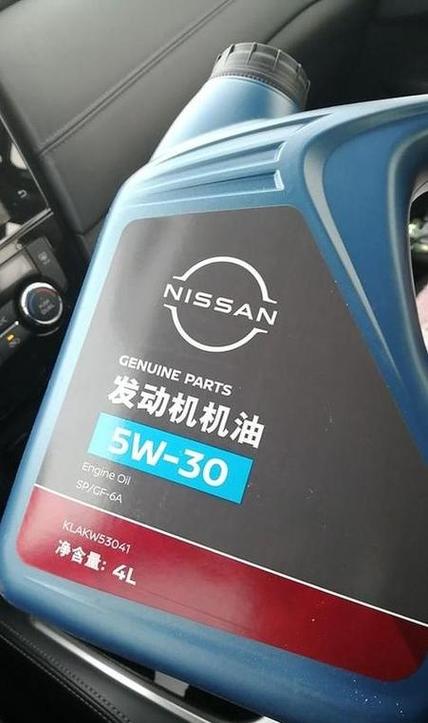 NISSAN
GENUINE PARTS
发动机机油
5W-30
Engine Oil
SP/GF-6A
KLAKW53041
净含量: 4L